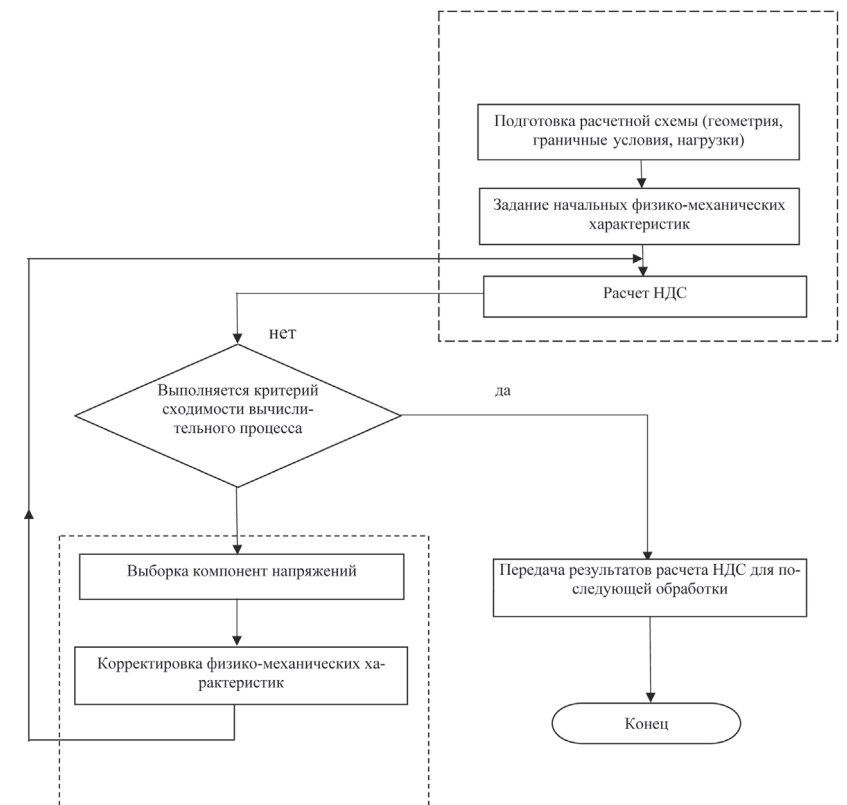 Подготовка расчетной схемы (геометрия,
граничные условия, нагрузки)
Задание начальных физико-механических
характеристик
Расчет НДС
нет
Выполняется критерий
сходимости вычисли-
тельного процесса
да
Выборка компонент напряжений
Передача результатов расчета НДС для по-
следующей обработки
Корректировка физико-механических ха-
рактеристик
Конец